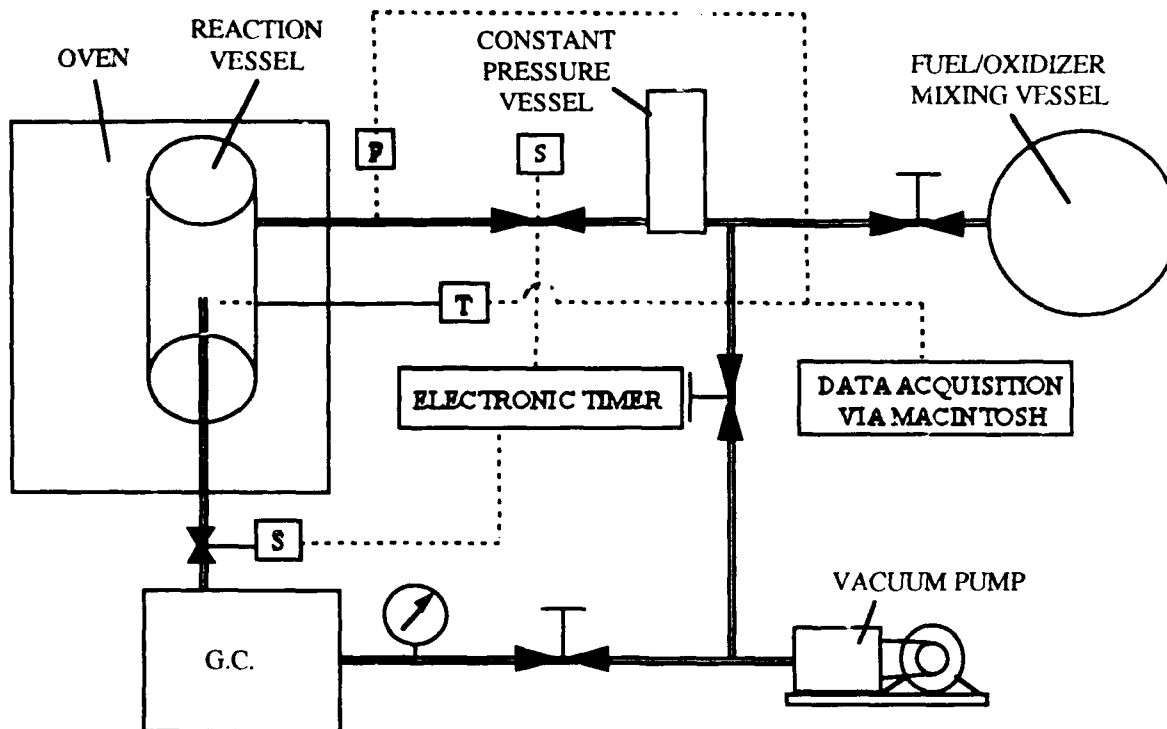 REACTION
VESSEL
OVEN
CONSTANT
PRESSURE
VESSEL
FUEL/OXIDIZER
MIXING VESSEL
P
S
T
ELECTRONIC TIMER
DATA ACQUISITION
VIA MACINTOSH
S
VACUUM PUMP
G.C.